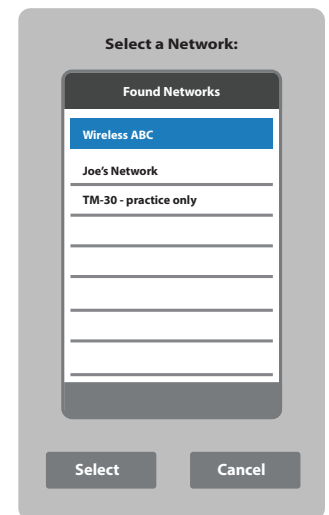 Select a Network:
Found Networks
Wireless ABC
Joe's Network
TM-30 - practice only
Select
Cancel